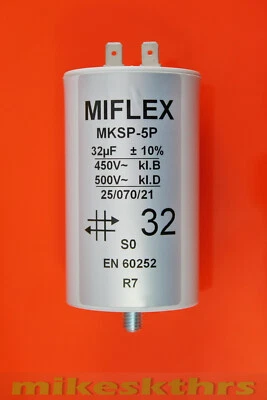 MIFLEX
MKSP-5P
32µF ± 10%
450V~ kl.B
500V~ kl.D
25/070/21
32
S0
EN 60252
R7
mikeskthrs